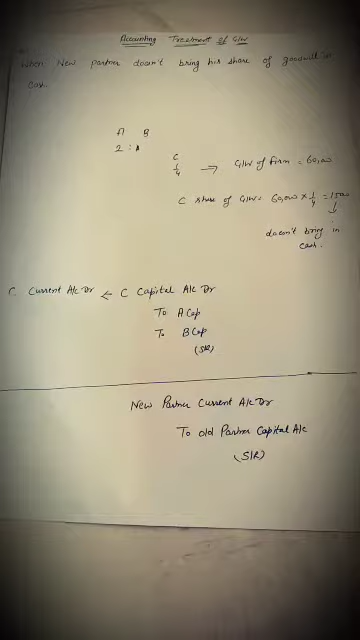 Accounting Treatment of G/W
When New partner doesn't bring his share of goodwill in
Cash.
A B
2 : 1
C
1/4 → G/W of firm = 60,000
C share of G/W = 60,000 × 1/4 = 15000
↓
doesn't bring in
cash.
C Current A/c Dr ← C Capital A/c Dr
To A Cap
To B Cap
(S/R)
New Partner Current A/c Dr
To old Partner Capital A/c
(S/R)